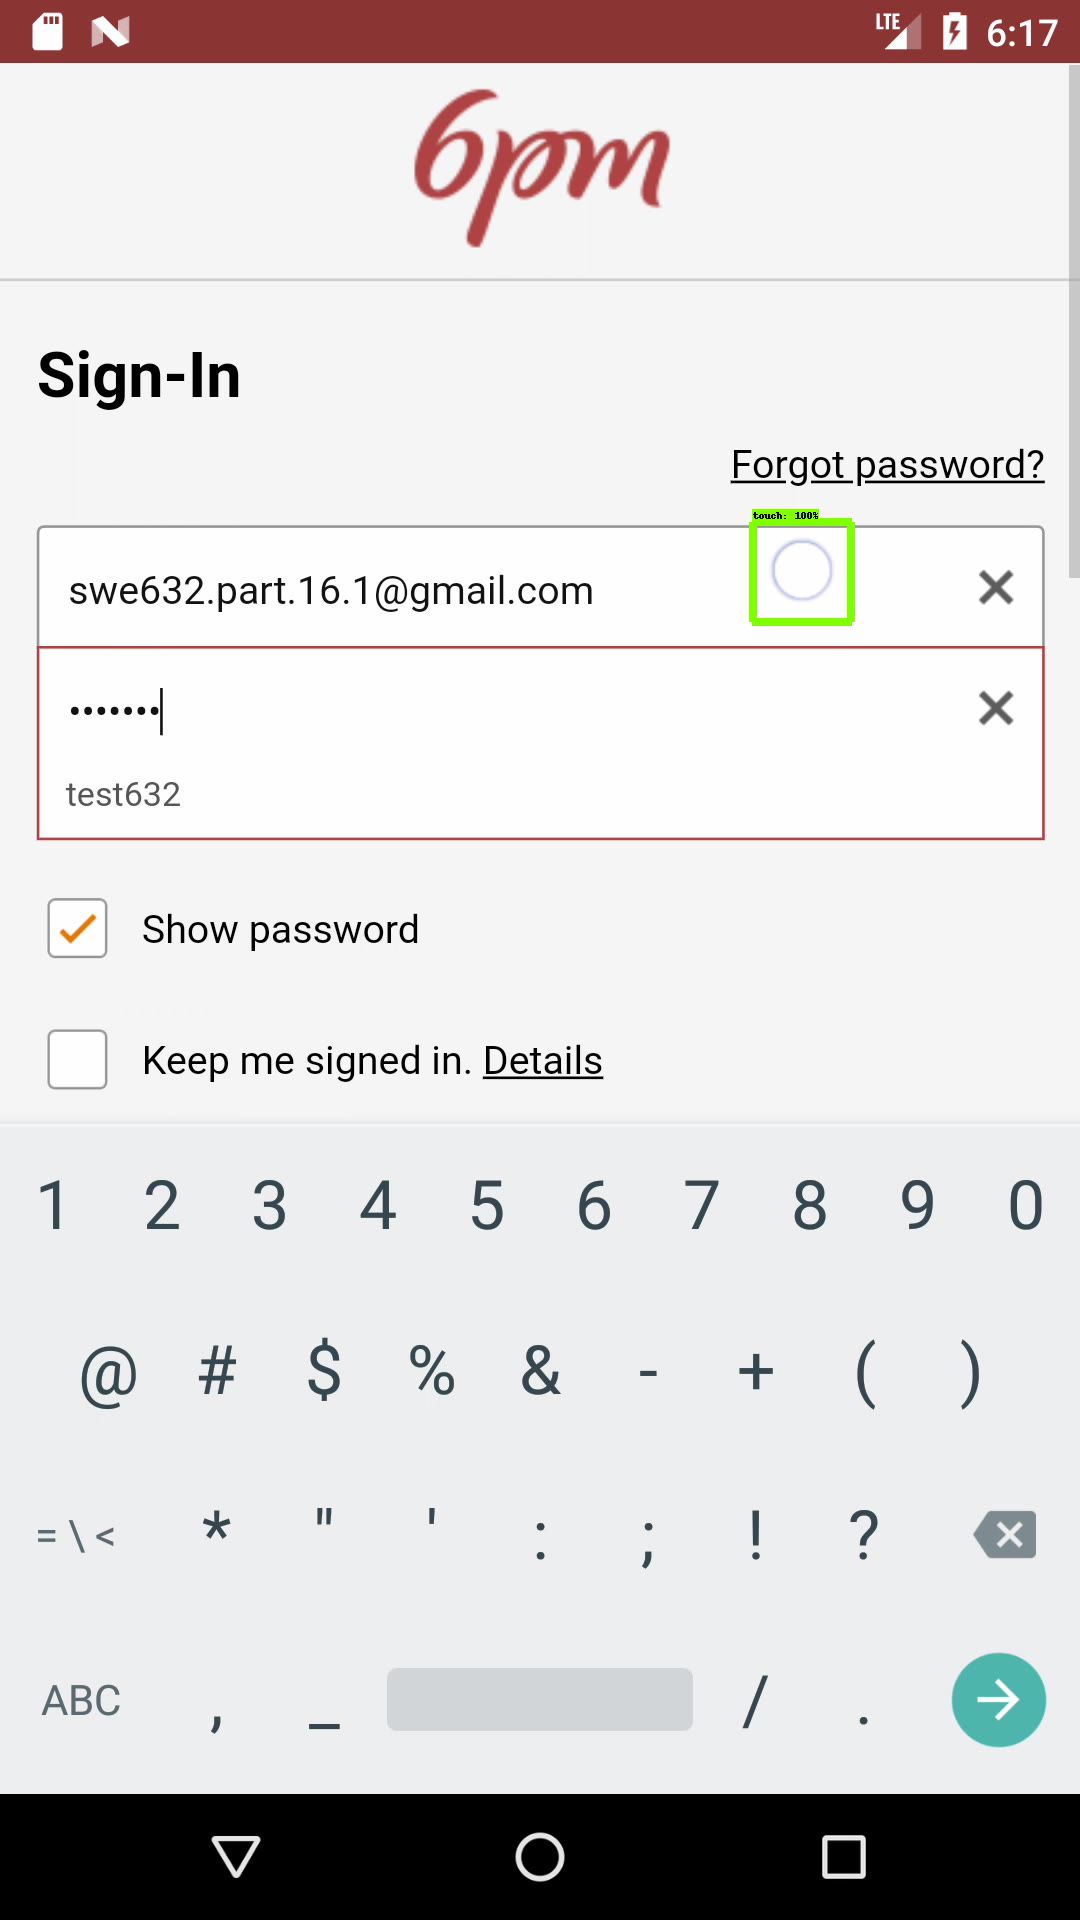 LTE 6:17
6pm
Sign-In
Forgot password?
touch: 100%
swe632.part.16.1@gmail.com
•••••••
test632
Show password
Keep me signed in. Details
1 2 3 4 5 6 7 8 9 0
@ # $ % & - + ( )
= \ < * " ' : ; ! ?
ABC , _ / .